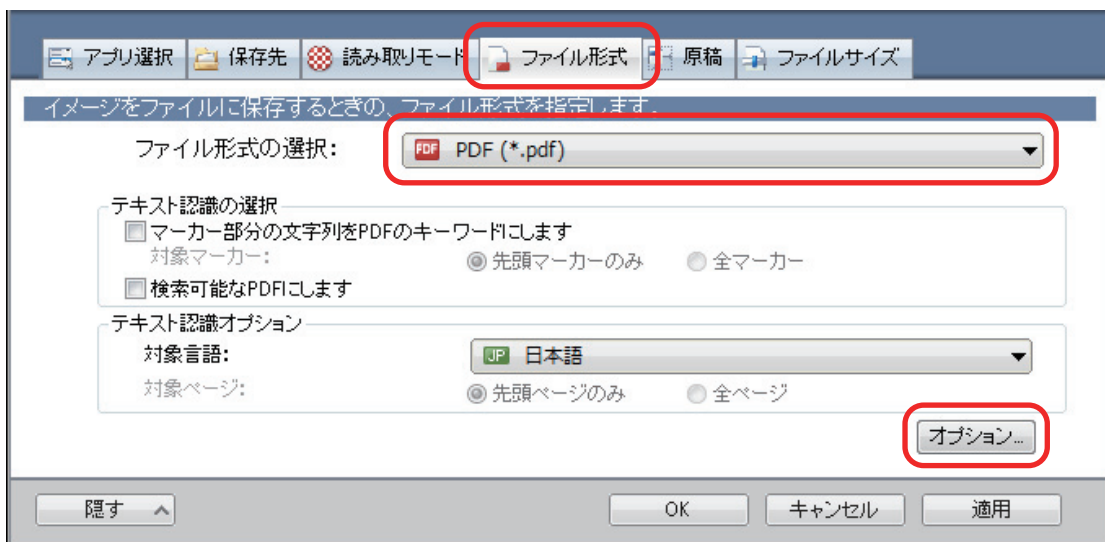 アプリ選択 保存先 読み取りモード ファイル形式 原稿 ファイルサイズ
イメージをファイルに保存するときの、ファイル形式を指定します。
ファイル形式の選択: PDF PDF (*.pdf)
テキスト認識の選択
マーカー部分の文字列をPDFのキーワードにします
対象マーカー: 先頭マーカーのみ 全マーカー
検索可能なPDFにします
テキスト認識オプション
対象言語: JP 日本語
対象ページ: 先頭ページのみ 全ページ
オプション...
隠す OK キャンセル 適用